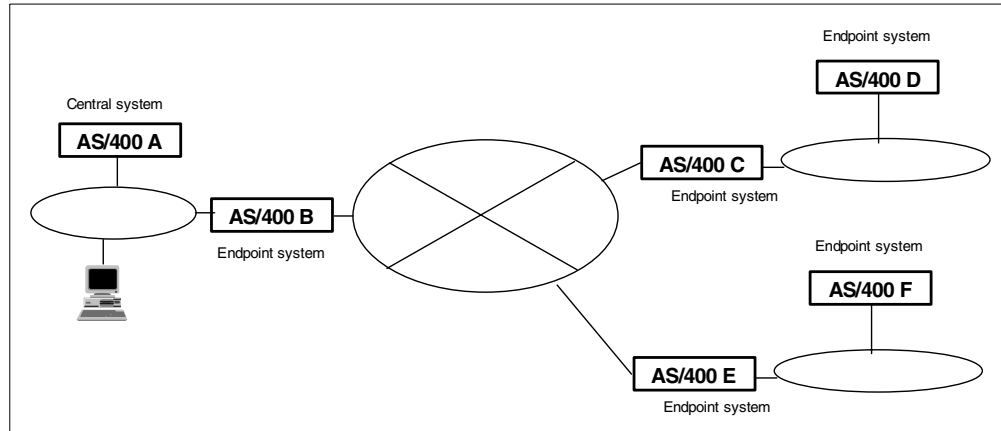 Endpoint system
AS/400 D
Central system
AS/400 A
AS/400 C
Endpoint system
AS/400 B
Endpoint system
Endpoint system
AS/400 F
AS/400 E
Endpoint system